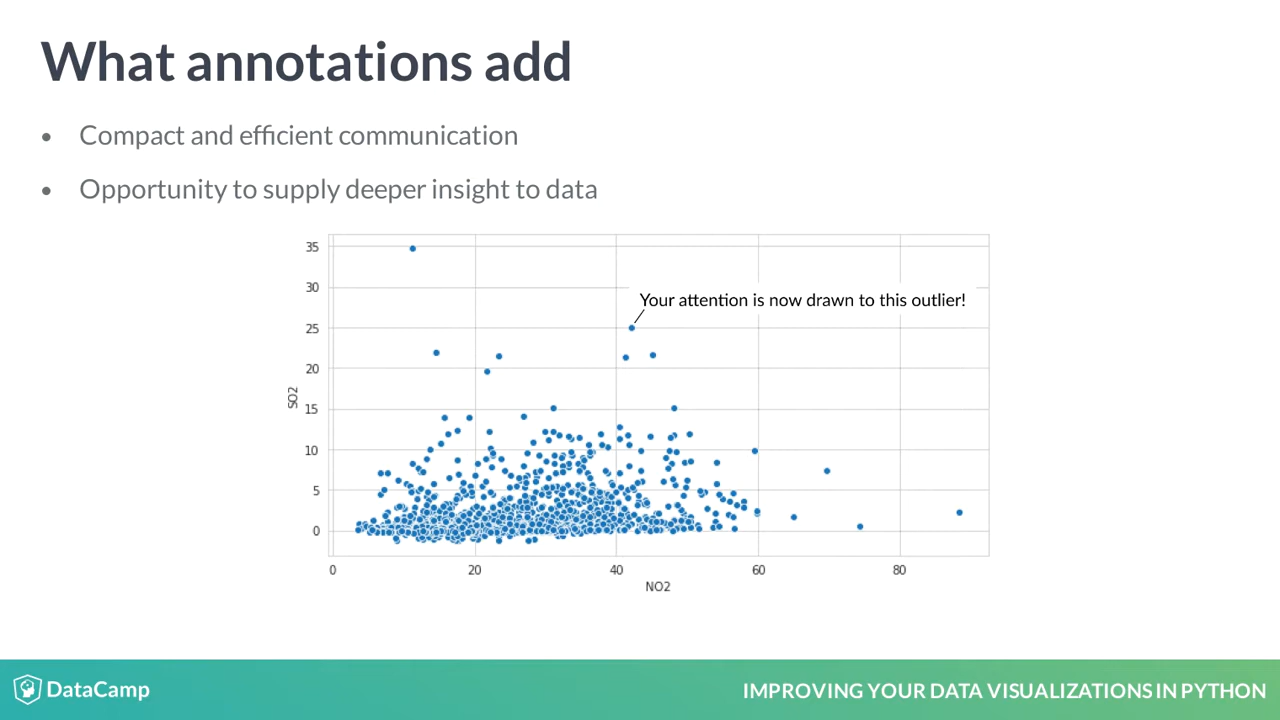 What annotations add
• Compact and efficient communication
• Opportunity to supply deeper insight to data
35
30
Your attention is now drawn to this outlier!
25
20
SO2
15
10
5
0
0 20 40 60 80
NO2
DataCamp
IMPROVING YOUR DATA VISUALIZATIONS IN PYTHON